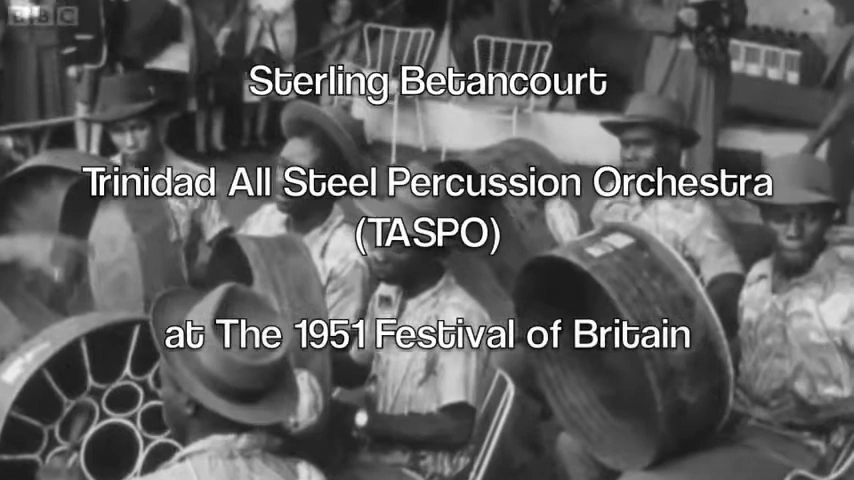 BBC
Sterling Betancourt
Trinidad All Steel Percussion Orchestra
(TASPO)
at The 1951 Festival of Britain